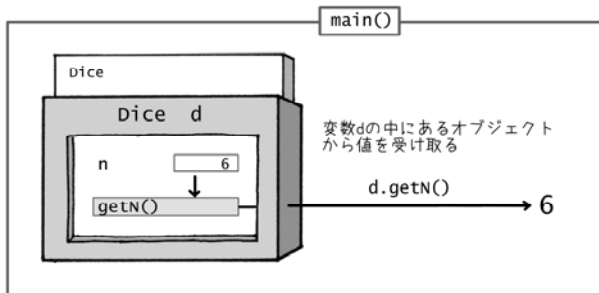 main()
Dice
Dice d
n 6
getN()
変数dの中にあるオブジェクト
から値を受け取る
d.getN()
6